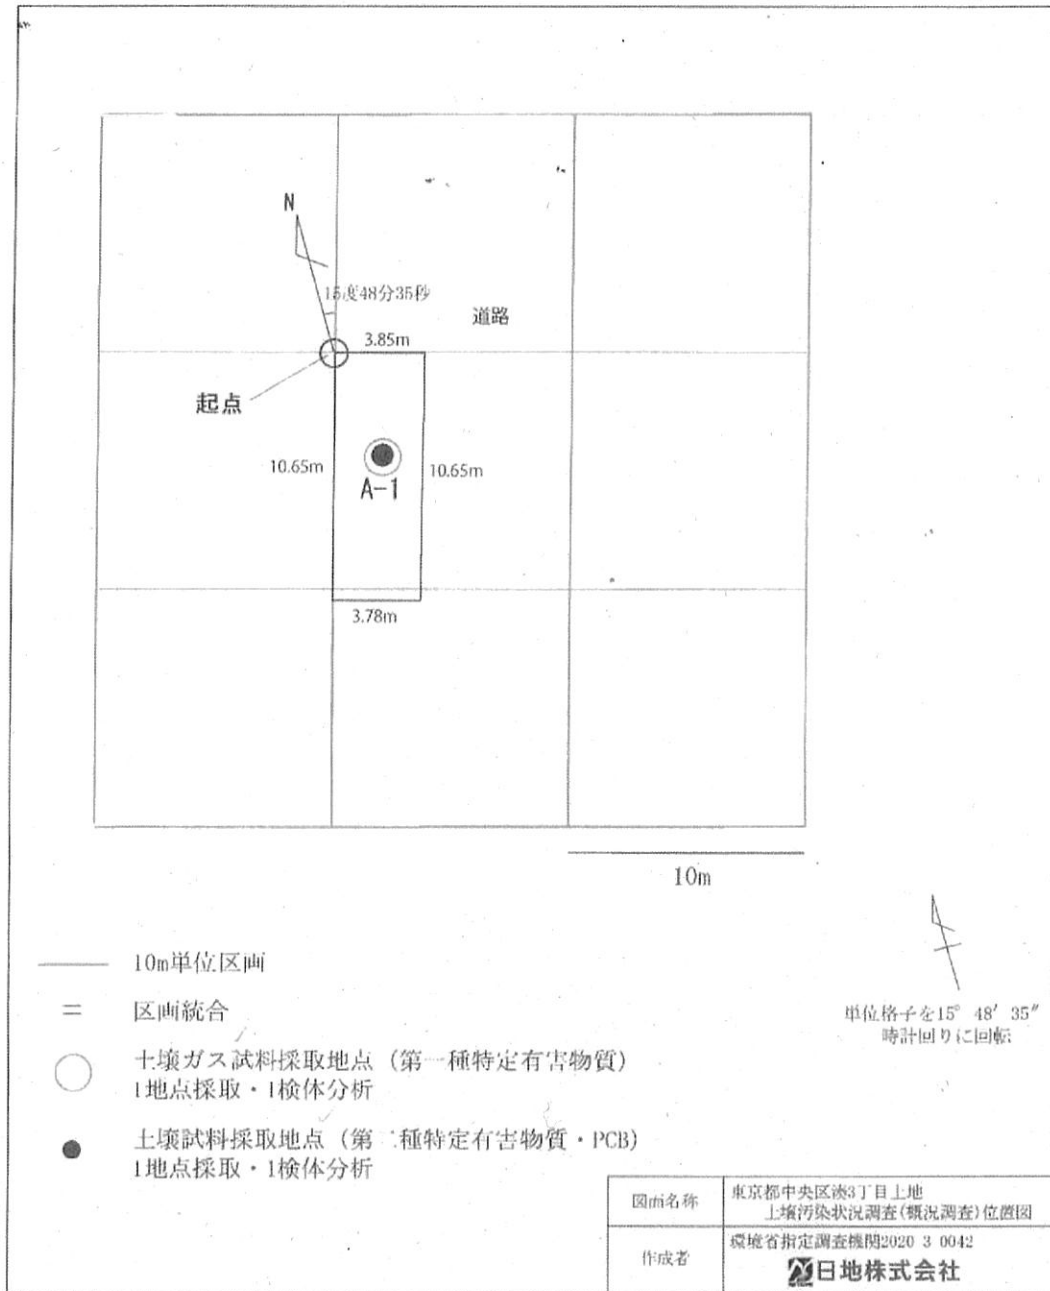 N
15度48分35秒
道路
3.85m
起点
10.65m
10.65m
A-1
3.78m
10m
10m単位区画
区画統合
土壌ガス試料採取地点（第一種特定有害物質）
1地点採取・1検体分析
土壌試料採取地点（第二種特定有害物質・PCB）
1地点採取・1検体分析
単位格子を15° 48′ 35″
時計回りに回転
図面名称
東京都中央区湊3丁目土地
土壌汚染状況調査(概況調査)位置図
作成者
環境省指定調査機関2020 3 0042
日地株式会社